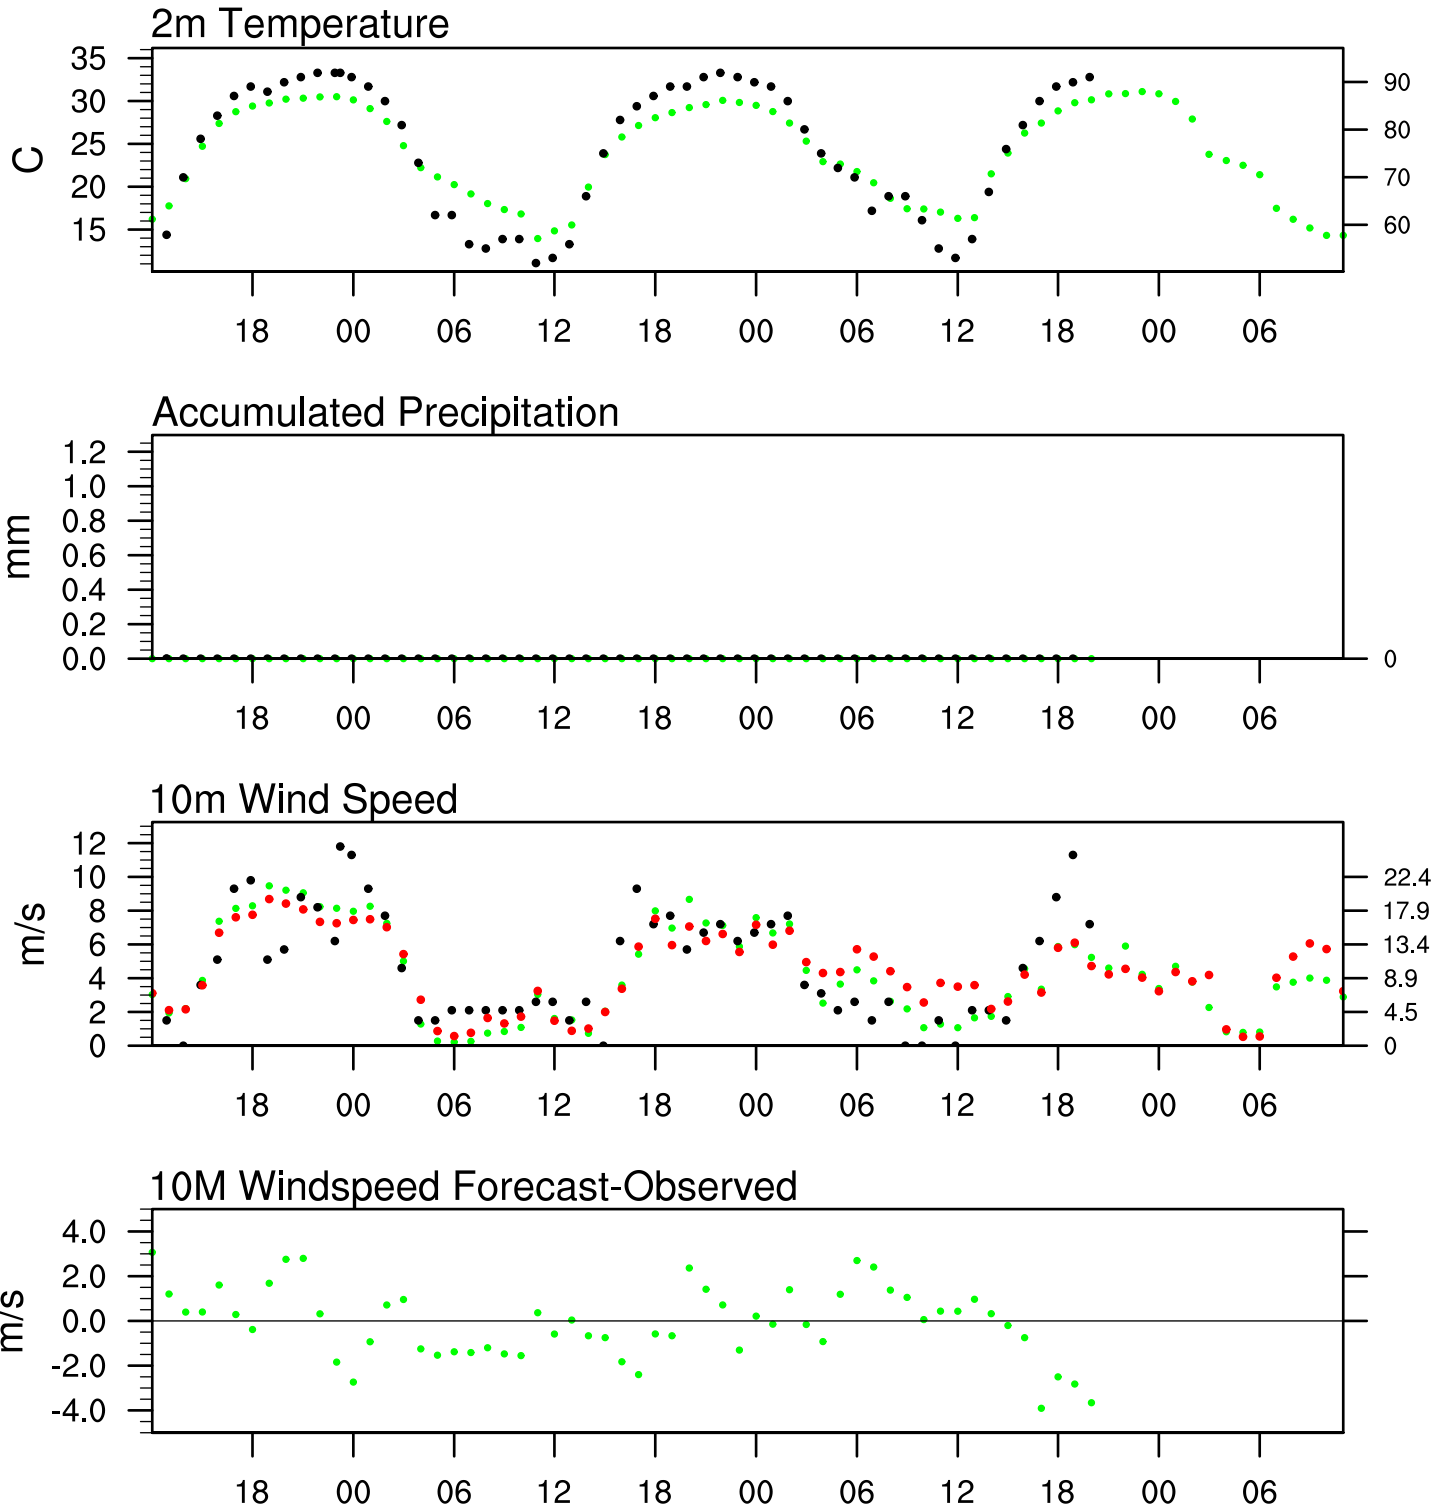 2m Temperature
35
30
25
20
15
C
90
80
70
60
18 00 06 12 18 00 06 12 18 00 06
Accumulated Precipitation
1.2
1.0
0.8
0.6
0.4
0.2
0.0
mm
0
18 00 06 12 18 00 06 12 18 00 06
10m Wind Speed
12
10
8
6
4
2
0
m/s
22.4
17.9
13.4
8.9
4.5
0
18 00 06 12 18 00 06 12 18 00 06
10M Windspeed Forecast-Observed
4.0
2.0
0.0
-2.0
-4.0
m/s
18 00 06 12 18 00 06 12 18 00 06